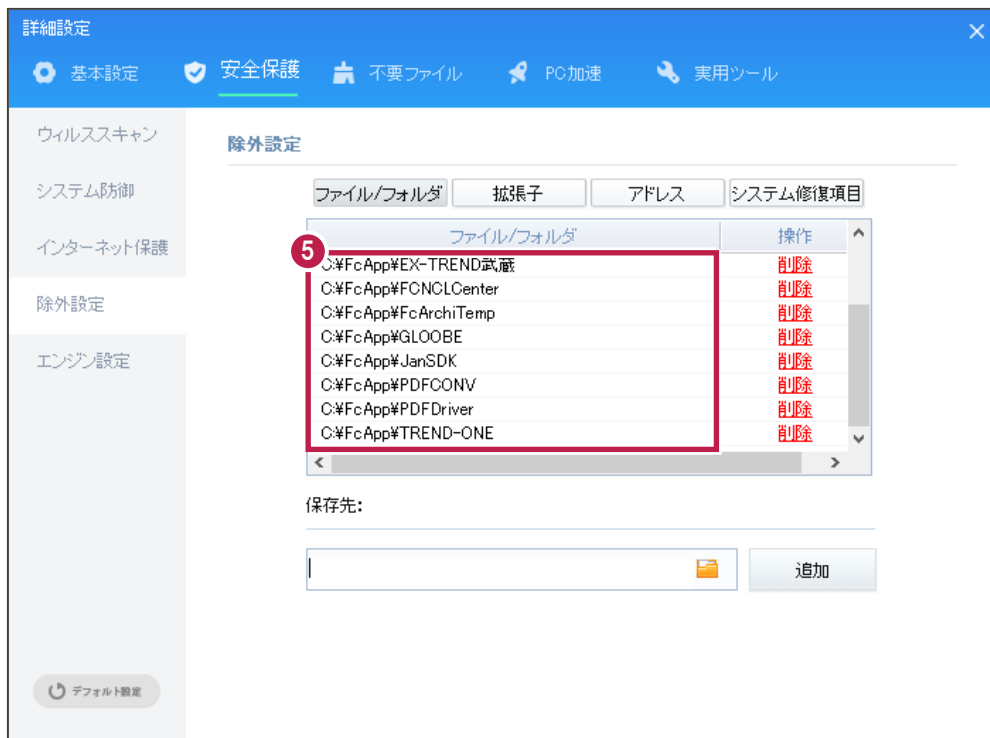 詳細設定
基本設定 安全保護 不要ファイル PC加速 実用ツール
ウィルススキャン
システム防御
インターネット保護
除外設定
エンジン設定
デフォルト設定
除外設定
ファイル/フォルダ 拡張子 アドレス システム修復項目
ファイル/フォルダ 操作
5
C:¥FcApp¥EX-TREND武蔵 削除
C:¥FcApp¥FCNCLCenter 削除
C:¥FcApp¥FcArchiTemp 削除
C:¥FcApp¥GLOOBE 削除
C:¥FcApp¥JanSDK 削除
C:¥FcApp¥PDFCONV 削除
C:¥FcApp¥PDFDriver 削除
C:¥FcApp¥TREND-ONE 削除
保存先:
追加